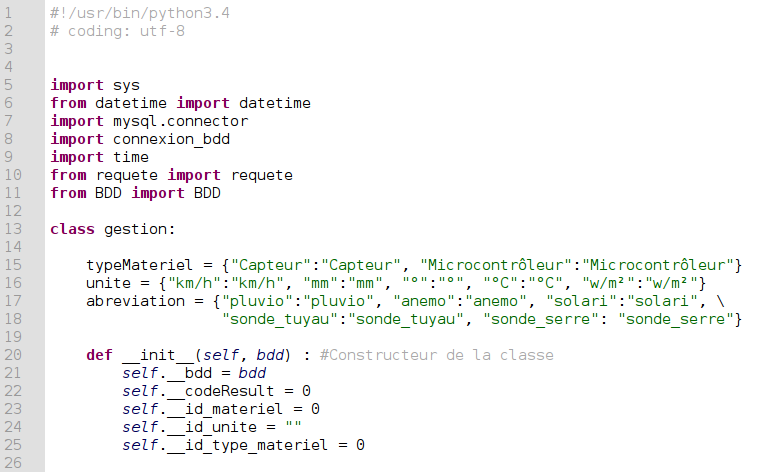 1 #!/usr/bin/python3.4
2 # coding: utf-8
3
4
5 import sys
6 from datetime import datetime
7 import mysql.connector
8 import connexion_bdd
9 import time
10 from requete import requete
11 from BDD import BDD
12
13 class gestion:
14
15     typeMateriel = {"Capteur":"Capteur", "Microcontrôleur":"Microcontrôleur"}
16     unite = {"km/h":"km/h", "mm":"mm", "°":"°", "°C":"°C", "w/m²":"w/m²"}
17     abreviation = {"pluvio":"pluvio", "anemo":"anemo", "solari":"solari", \
18                    "sonde_tuyau":"sonde_tuyau", "sonde_serre": "sonde_serre"}
19
20     def __init__(self, bdd) : #Constructeur de la classe
21         self.__bdd = bdd
22         self.__codeResult = 0
23         self.__id_materiel = 0
24         self.__id_unite = ""
25         self.__id_type_materiel = 0
26